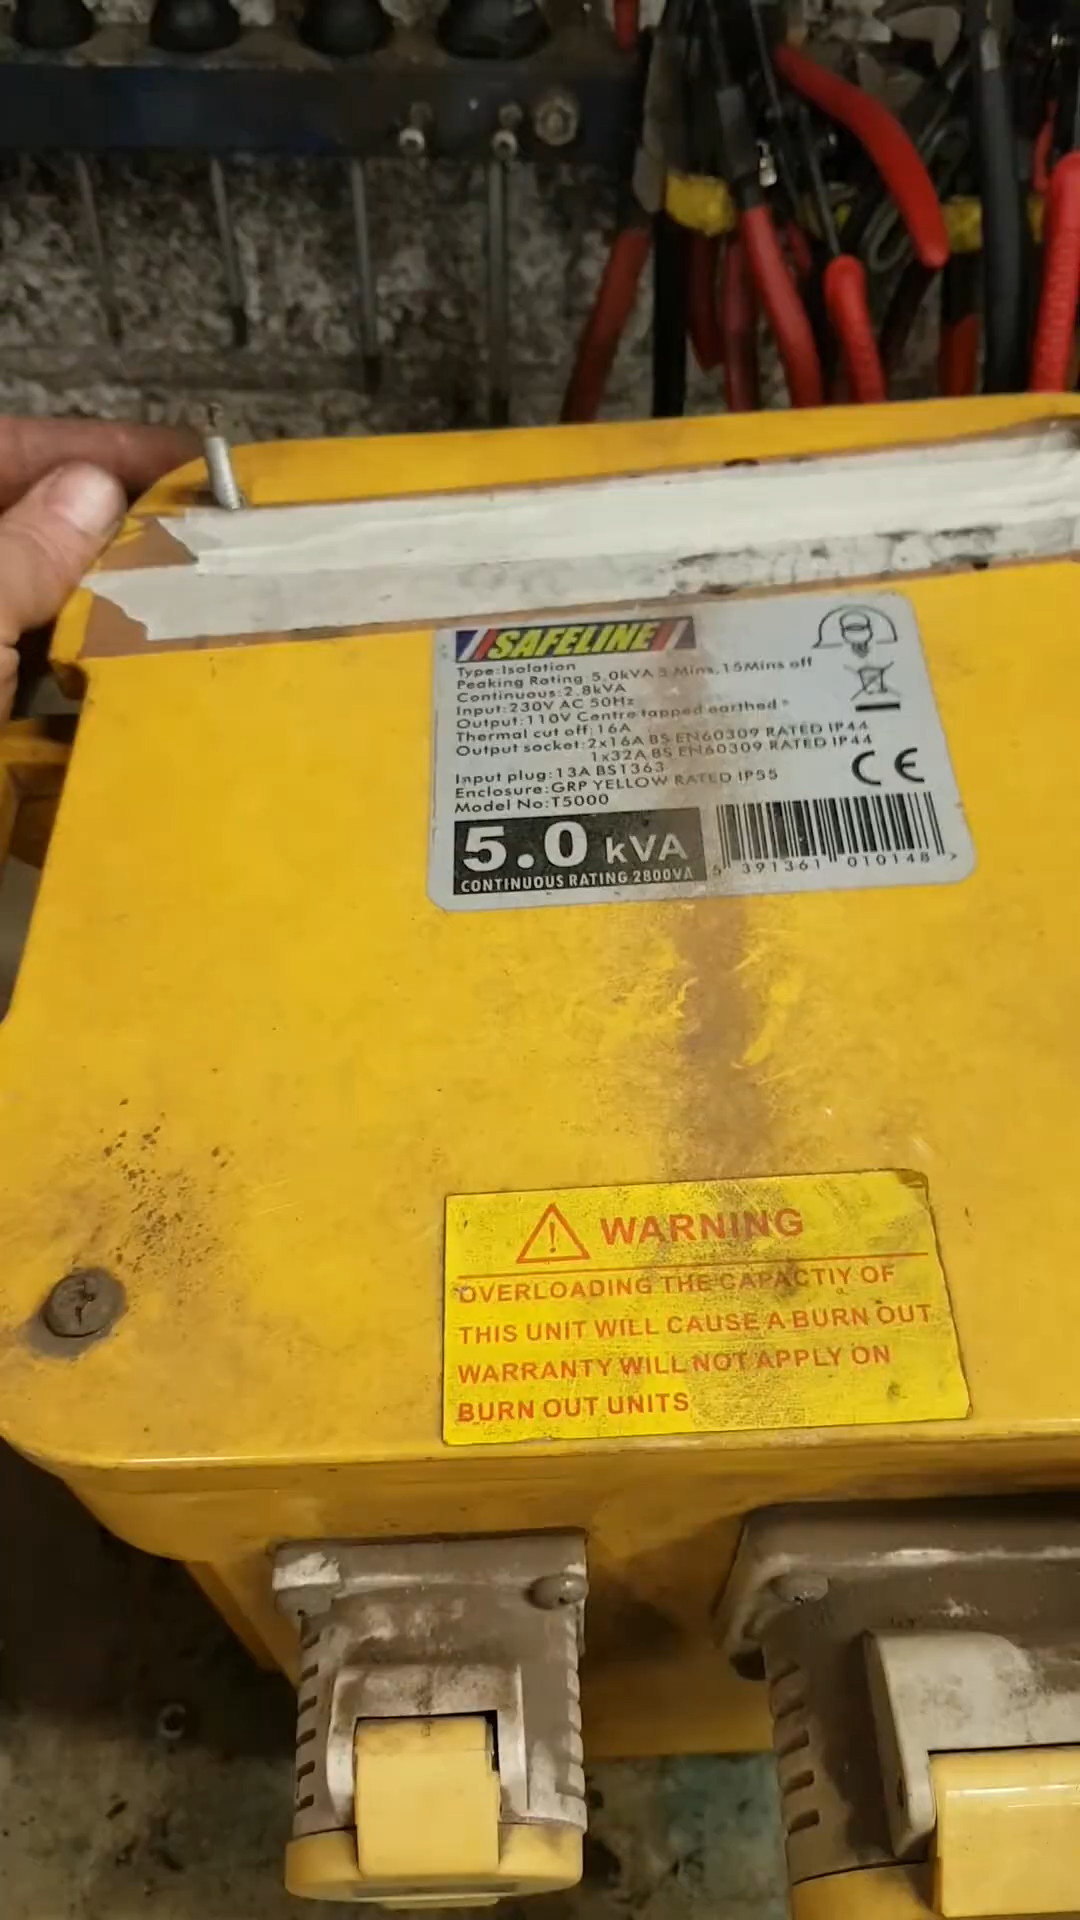 SAFELINE
Type:Isolation
Peaking Rating 5.0kVA 3 Mins, 15Mins off
Continuous:2.8kVA
Input:230V AC 50Hz
Output:110V Centre tapped earthed
Thermal cut off:16A
Output socket:2x16A BS EN60309 RATED IP44
1x32A BS EN60309 RATED IP44
Input plug:13A BS1363
Enclosure:GRP YELLOW RATED IP55
Model No:T5000
CE
5.0 kVA
CONTINUOUS RATING 2800VA
5 391361 010148 >
WARNING
OVERLOADING THE CAPACTIY OF
THIS UNIT WILL CAUSE A BURN OUT
WARRANTY WILL NOT APPLY ON
BURN OUT UNITS